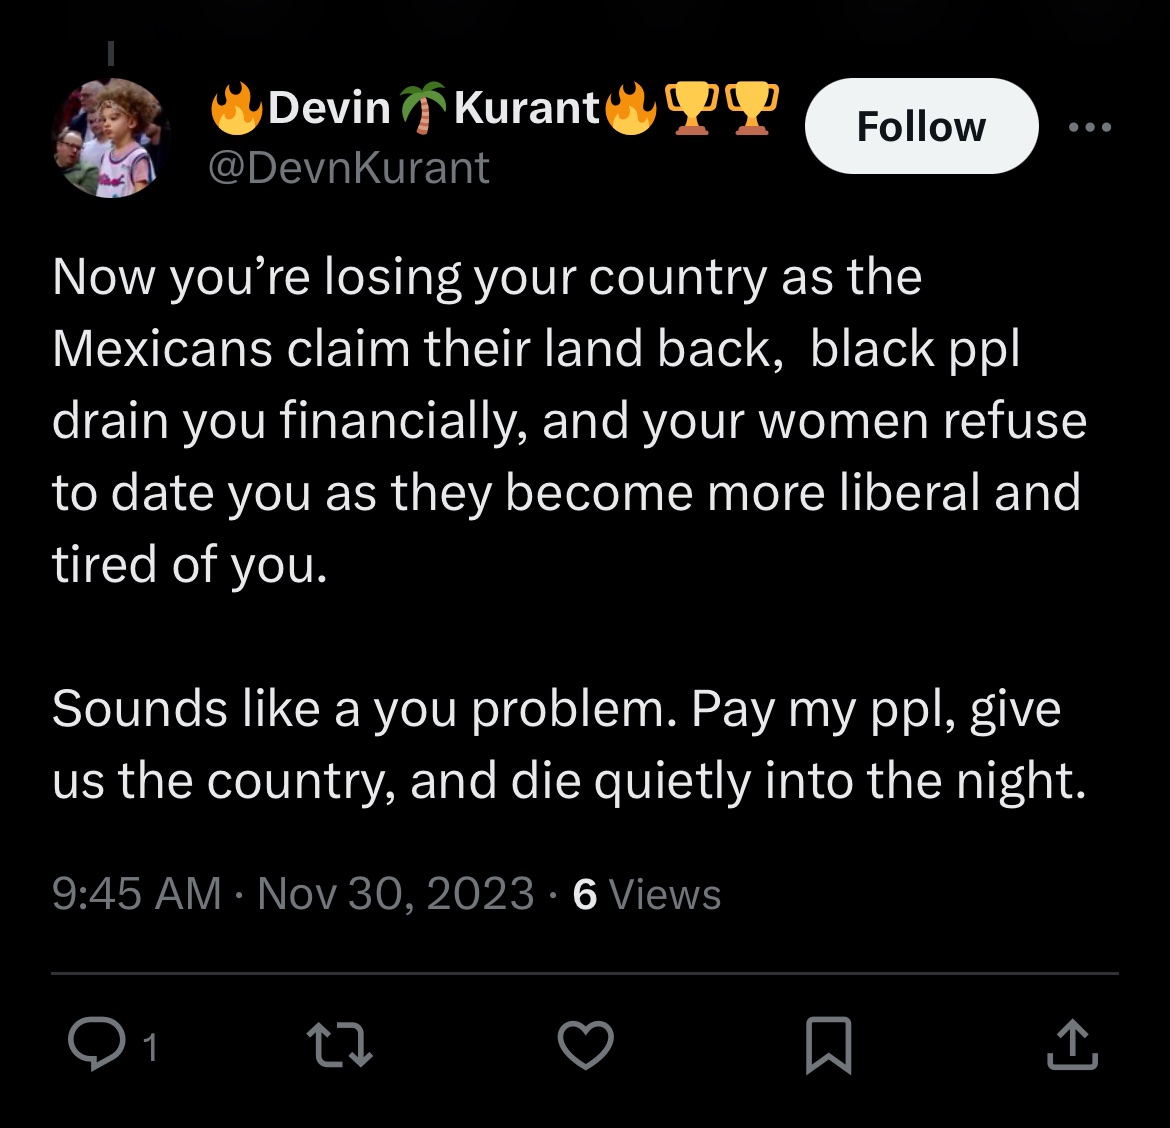 🔥Devin🌴Kurant🔥🏆🏆
Follow
@DevnKurant
Now you’re losing your country as the
Mexicans claim their land back,  black ppl
drain you financially, and your women refuse
to date you as they become more liberal and
tired of you.
Sounds like a you problem. Pay my ppl, give
us the country, and die quietly into the night.
9:45 AM · Nov 30, 2023 · 6 Views
1